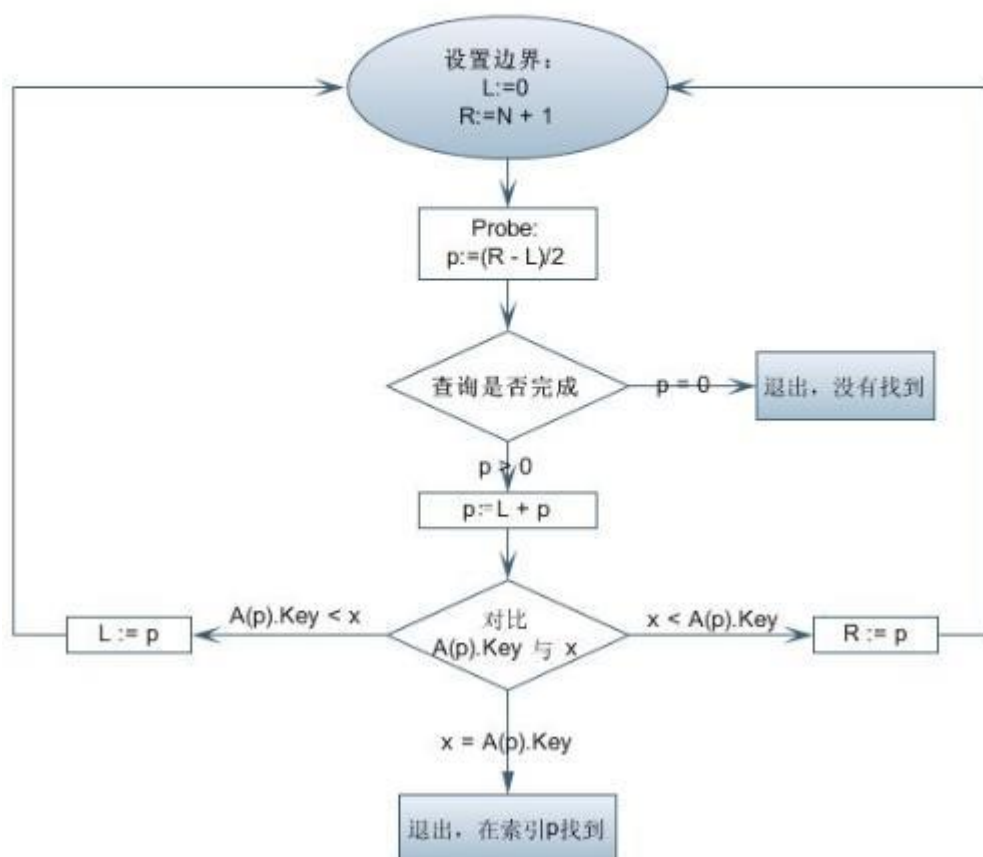 设置边界：
L:=0
R:=N + 1
Probe:
p:=(R - L)/2
查询是否完成
p = 0
退出，没有找到
p > 0
p:=L + p
对比
A(p).Key 与 x
A(p).Key < x
L := p
x < A(p).Key
R := p
x = A(p).Key
退出，在索引p找到